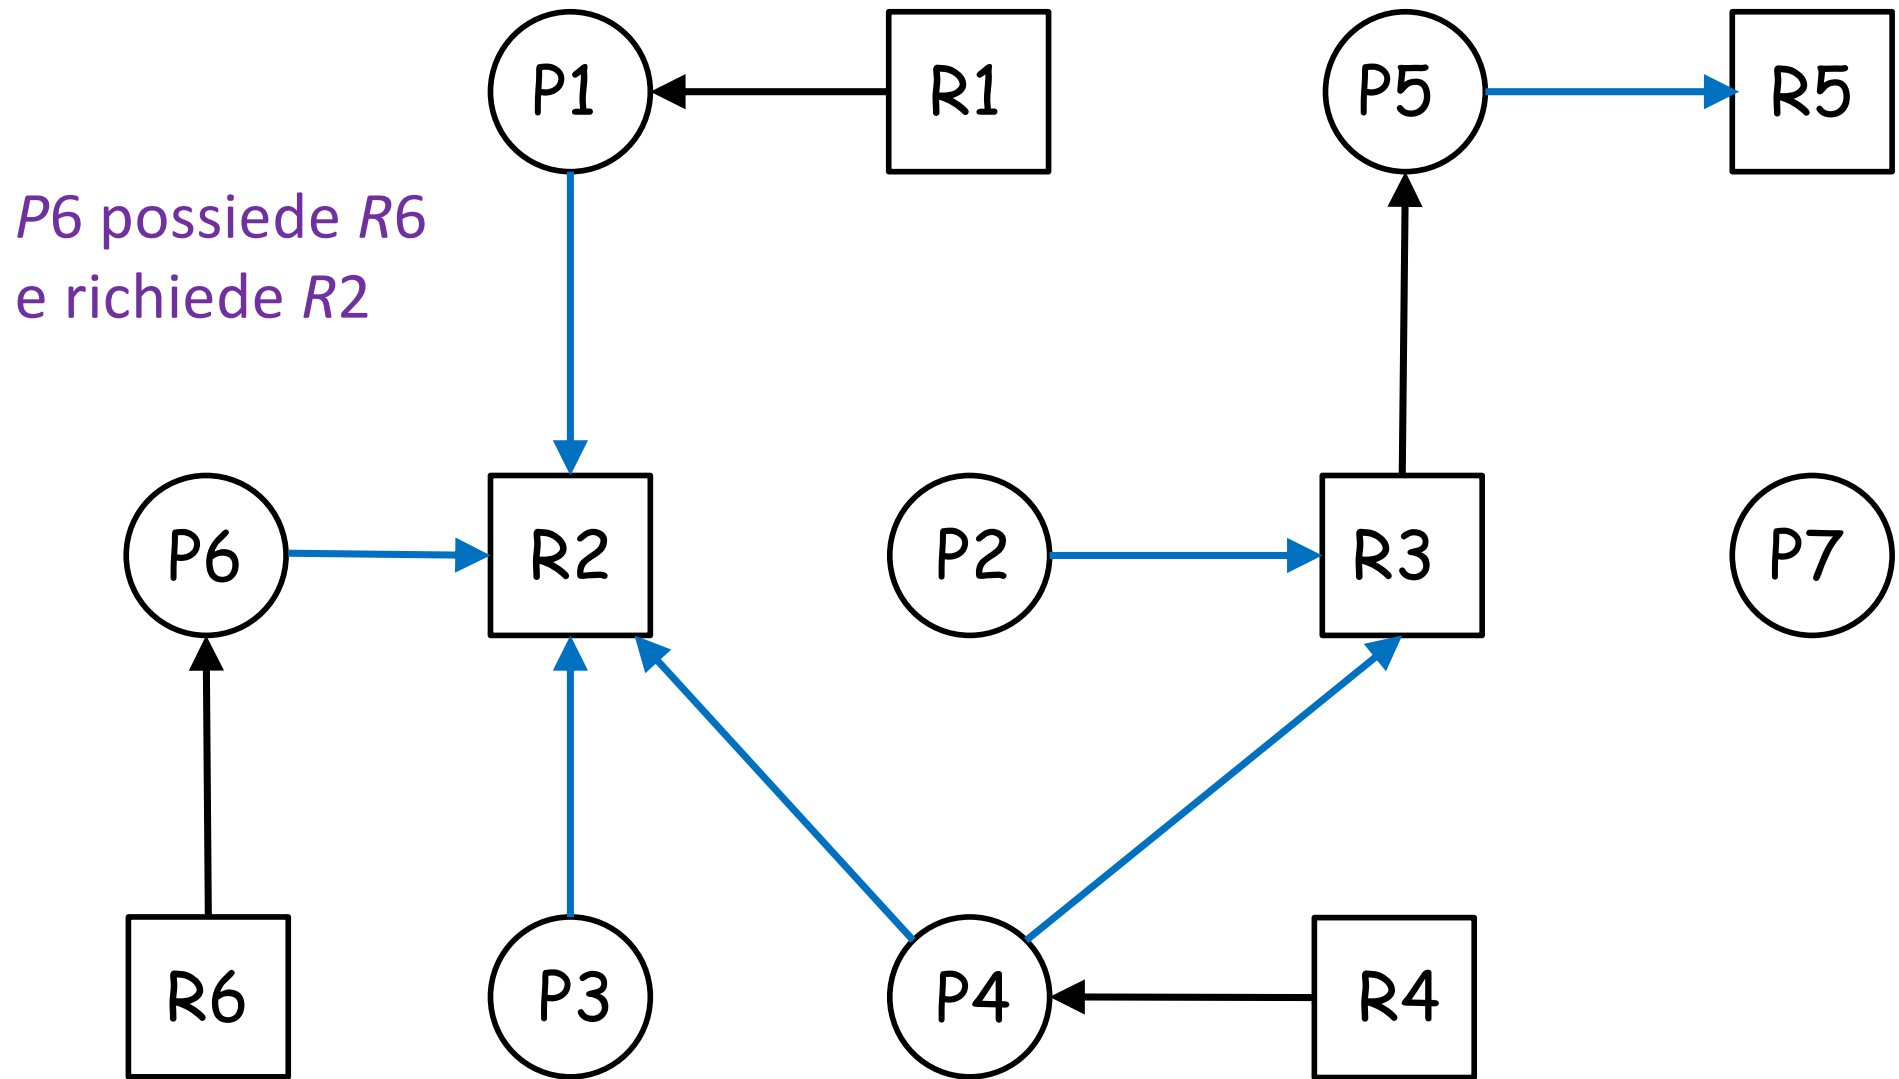 P1 R1 P5 R5
P6 possiede R6
e richiede R2
P6 R2 P2 R3 P7
R6 P3 P4 R4